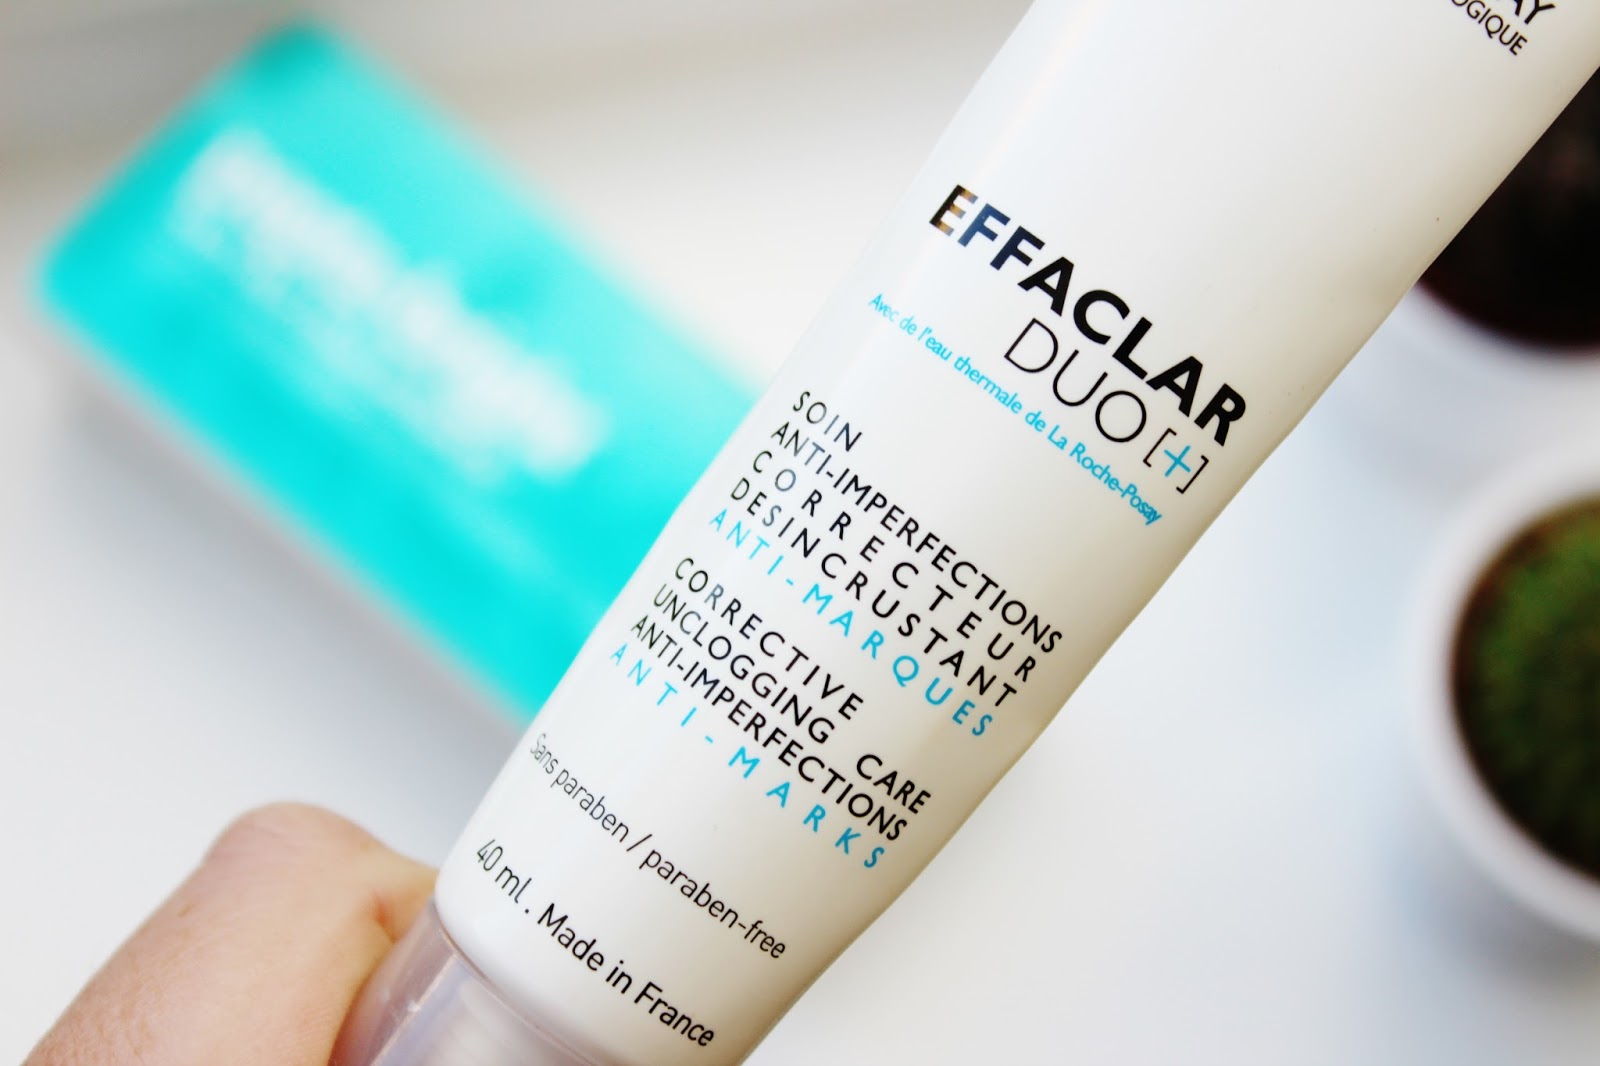 EFFACLAR
DUO [+]
Avec de l'eau thermale de La Roche-Posay
SOIN
ANTI-IMPERFECTIONS
CORRECTEUR
DESINCRUSTANT
ANTI-MARQUES
CORRECTIVE
UNCLOGGING CARE
ANTI-IMPERFECTIONS
ANTI-MARKS
Sans paraben / paraben-free
40 ml . Made in France